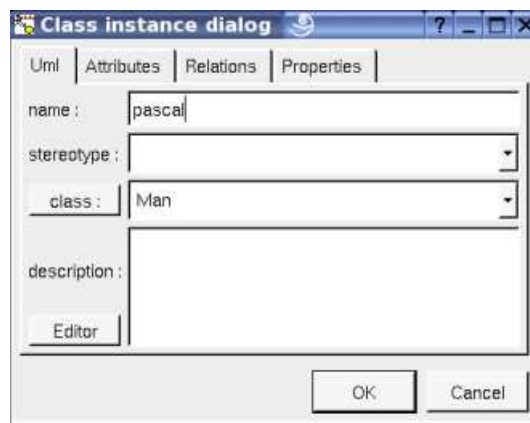 Class instance dialog ?
Uml Attributes Relations Properties
name : pascal
stereotype :
class : Man
description :
Editor
OK Cancel